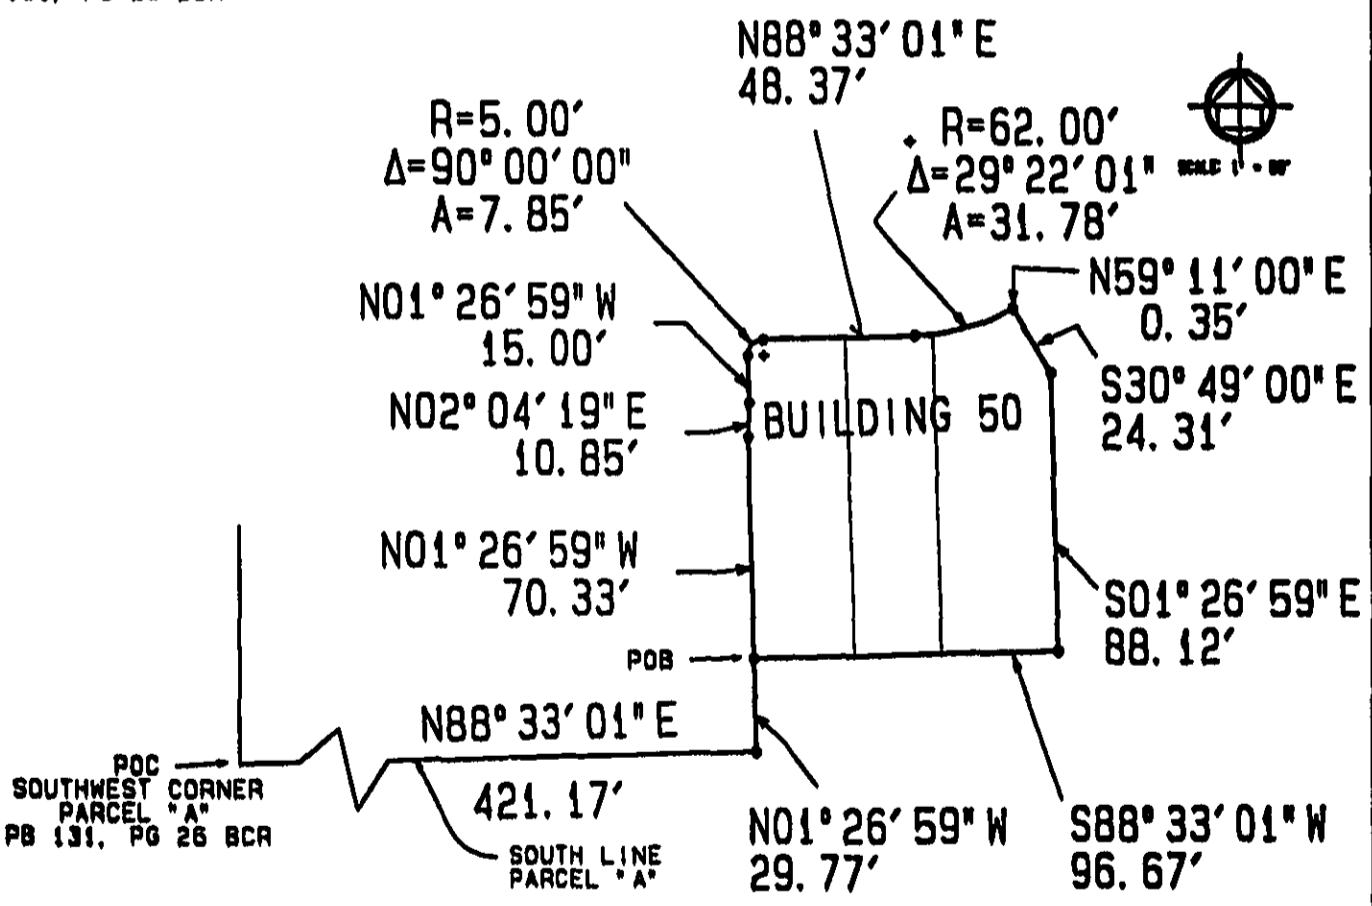 N88° 33′ 01" E
48. 37′
R=5. 00′
Δ=90° 00′ 00"
A=7. 85′
R=62. 00′
Δ=29° 22′ 01"
A=31. 78′
N59° 11′ 00" E
0. 35′
N01° 26′ 59" W
15. 00′
S30° 49′ 00" E
24. 31′
N02° 04′ 19" E
10. 85′
BUILDING 50
N01° 26′ 59" W
70. 33′
S01° 26′ 59" E
88. 12′
POB
N88° 33′ 01" E
421. 17′
POC
SOUTHWEST CORNER
PARCEL "A"
PB 131, PG 26 BCR
SOUTH LINE
PARCEL "A"
N01° 26′ 59" W
29. 77′
S88° 33′ 01" W
96. 67′